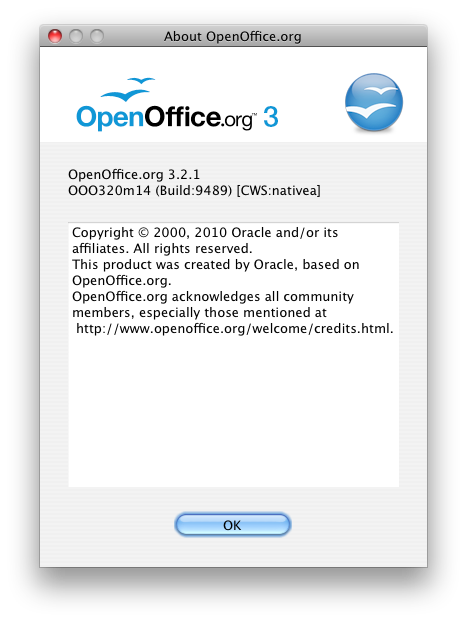 About OpenOffice.org
OpenOffice.org™ 3
OpenOffice.org 3.2.1
OOO320m14 (Build:9489) [CWS:nativea]
Copyright © 2000, 2010 Oracle and/or its
affiliates. All rights reserved.
This product was created by Oracle, based on
OpenOffice.org.
OpenOffice.org acknowledges all community
members, especially those mentioned at
http://www.openoffice.org/welcome/credits.html.
OK